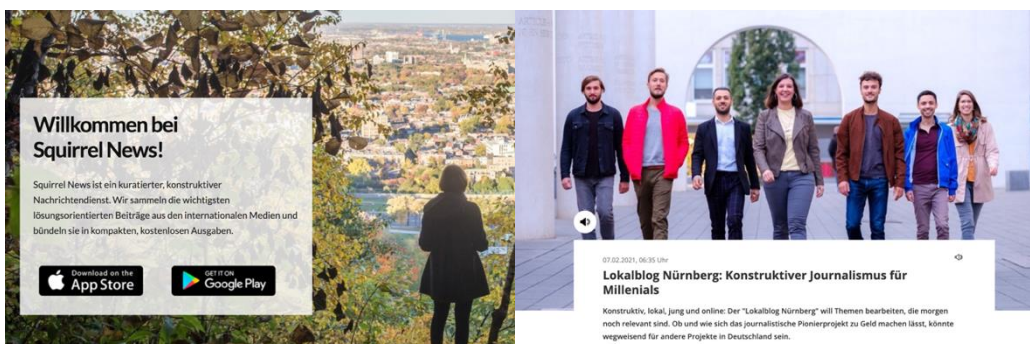 Willkommen bei
Squirrel News!
Squirrel News ist ein kuratierter, konstruktiver
Nachrichtendienst. Wir sammeln die wichtigsten
lösungsorientierten Beiträge aus den internationalen Medien und
bündeln sie in kompakten, kostenlosen Ausgaben.
Download on the
App Store
GET IT ON
Google Play
07.02.2021, 06:35 Uhr
Lokalblog Nürnberg: Konstruktiver Journalismus für
Millenials
Konstruktiv, lokal, jung und online: Der "Lokalblog Nürnberg" will Themen bearbeiten, die morgen
noch relevant sind. Ob und wie sich das journalistische Pionierprojekt zu Geld machen lässt, könnte
wegweisend für andere Projekte in Deutschland sein.